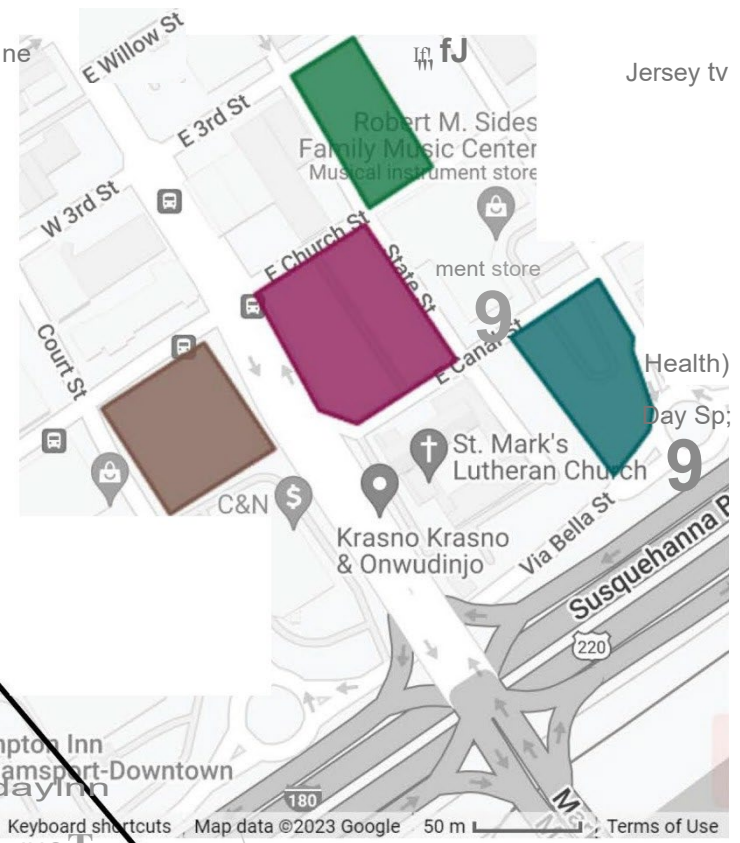 E Willow St
ne
fJ
Jersey tv
E 3rd St
Robert M. Sides
Family Music Center
Musical instrument store
W 3rd St
E Church St
State St
ment store
9
Court St
E Canal St
Health)
Day Sp;
9
St. Mark's
Lutheran Church
C&N
$
Krasno Krasno
& Onwudinjo
Via Bella St
Susquehanna B
220
mpton Inn
amsport-Downtown
dayInn
180
Keyboard shortcuts
Map data ©2023 Google
50 m
Terms of Use